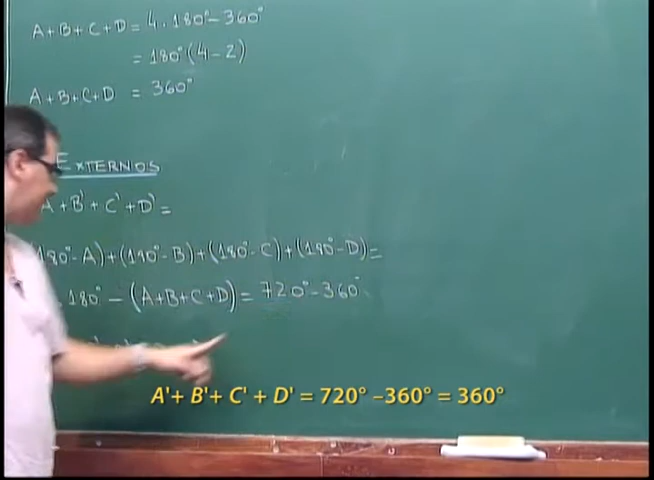 A+B+C+D = 4.180°-360°
= 180°(4-2)
A+B+C+D = 360°
EXTERNOS
A+B'+C'+D'=
180°-A)+(180°-B)+(180°-C)+(180°-D)=
.180° - (A+B+C+D)= 720°-360°
A'+ B'+ C' + D' = 720° –360° = 360°